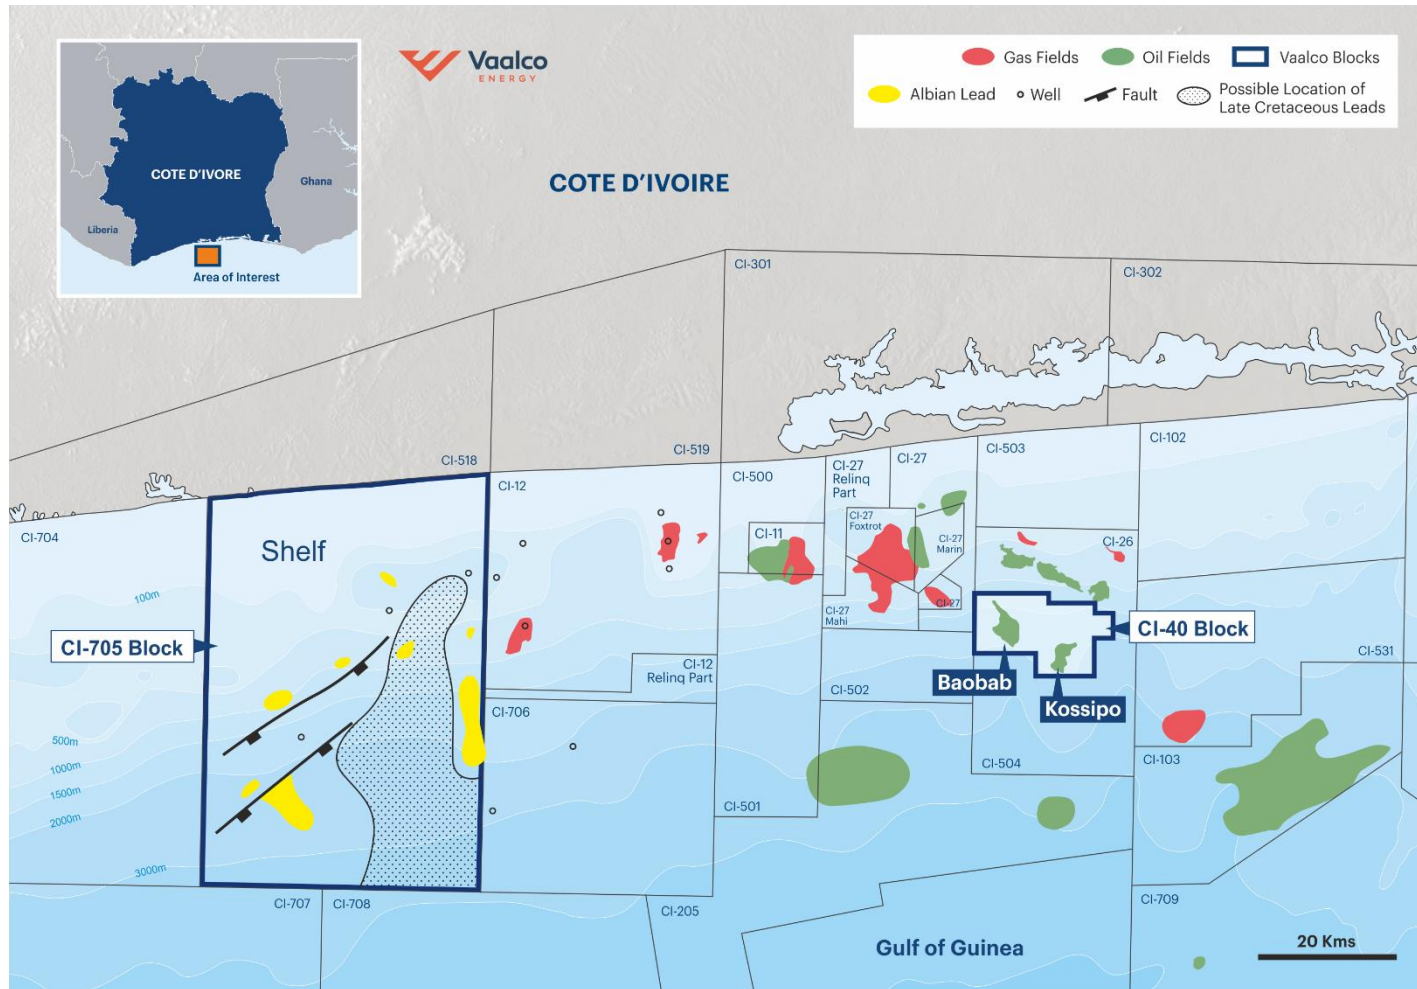 Vaalco
ENERGY
Gas Fields
Oil Fields
Vaalco Blocks
Albian Lead
Well
Fault
Possible Location of
Late Cretaceous Leads
COTE D'IVORE
Ghana
Liberia
Area of Interest
COTE D'IVOIRE
CI-301
CI-302
CI-518
CI-519
CI-704
CI-12
CI-500
CI-27
Relinq
Part
CI-27
CI-503
CI-102
Shelf
CI-11
CI-27
Foxtrot
CI-27
Marin
CI-26
100m
CI-705 Block
CI-27
CI-27
Mahi
CI-40 Block
CI-12
Relinq Part
CI-531
Baobab
Kossipo
CI-502
CI-706
500m
1000m
1500m
2000m
CI-504
CI-103
CI-501
3000m
CI-707
CI-708
CI-205
CI-709
Gulf of Guinea
20 Kms